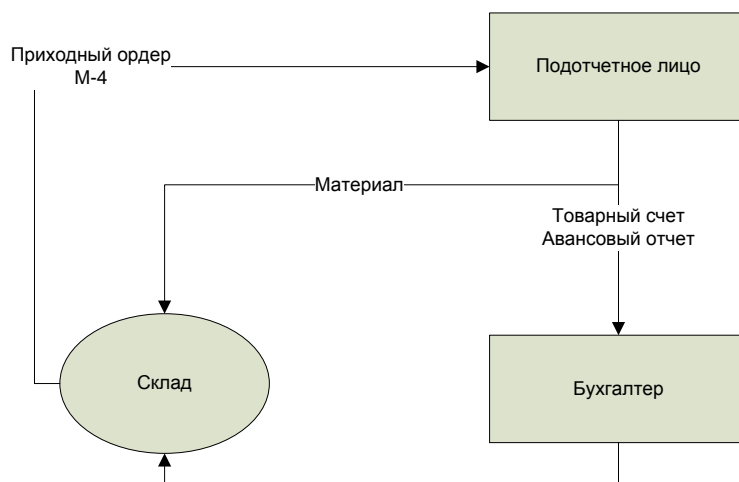 Приходный ордер
М-4
Подотчетное лицо
Материал
Товарный счет
Авансовый отчет
Склад
Бухгалтер